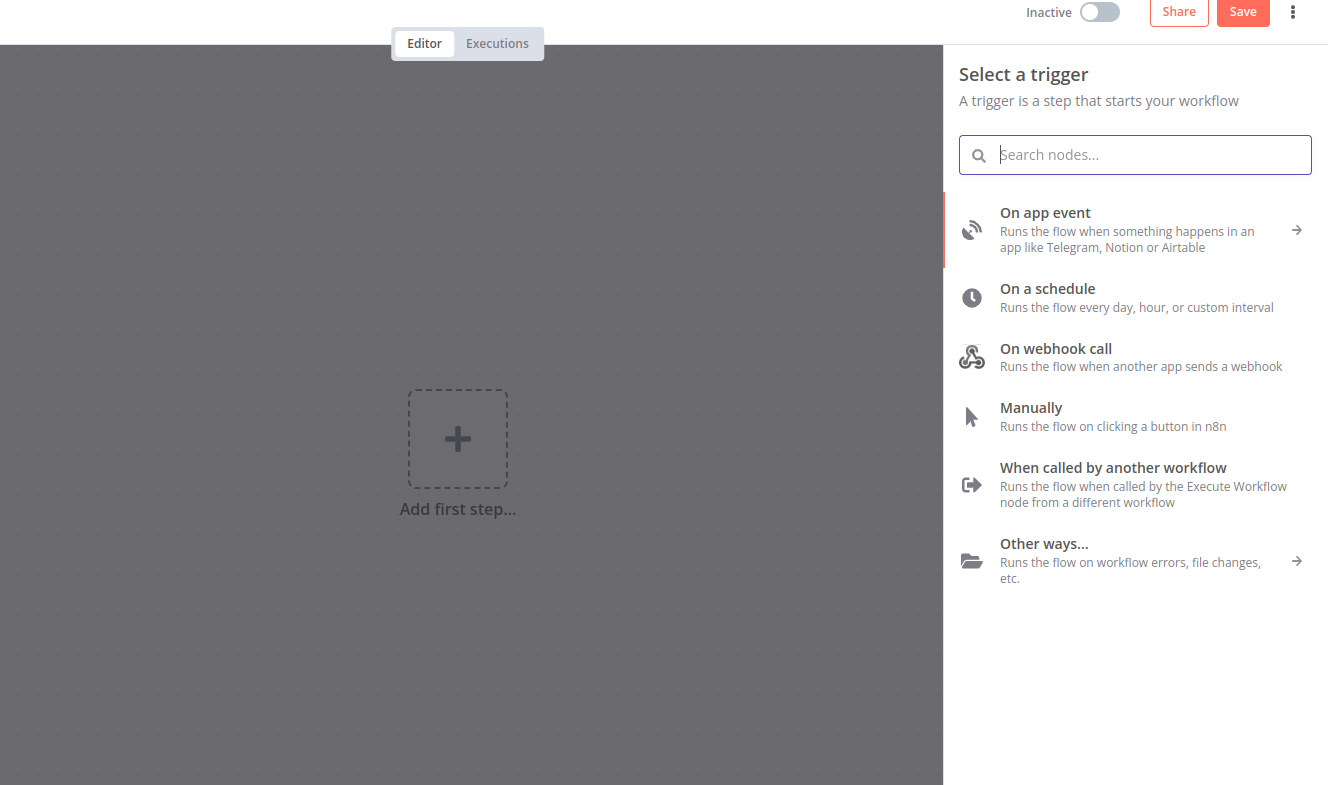 Inactive
Share
Save
Editor
Executions
Select a trigger
A trigger is a step that starts your workflow
Search nodes...
On app event
Runs the flow when something happens in an
app like Telegram, Notion or Airtable
On a schedule
Runs the flow every day, hour, or custom interval
On webhook call
Runs the flow when another app sends a webhook
Manually
Runs the flow on clicking a button in n8n
When called by another workflow
Runs the flow when called by the Execute Workflow
node from a different workflow
Other ways...
Runs the flow on workflow errors, file changes,
etc.
Add first step...